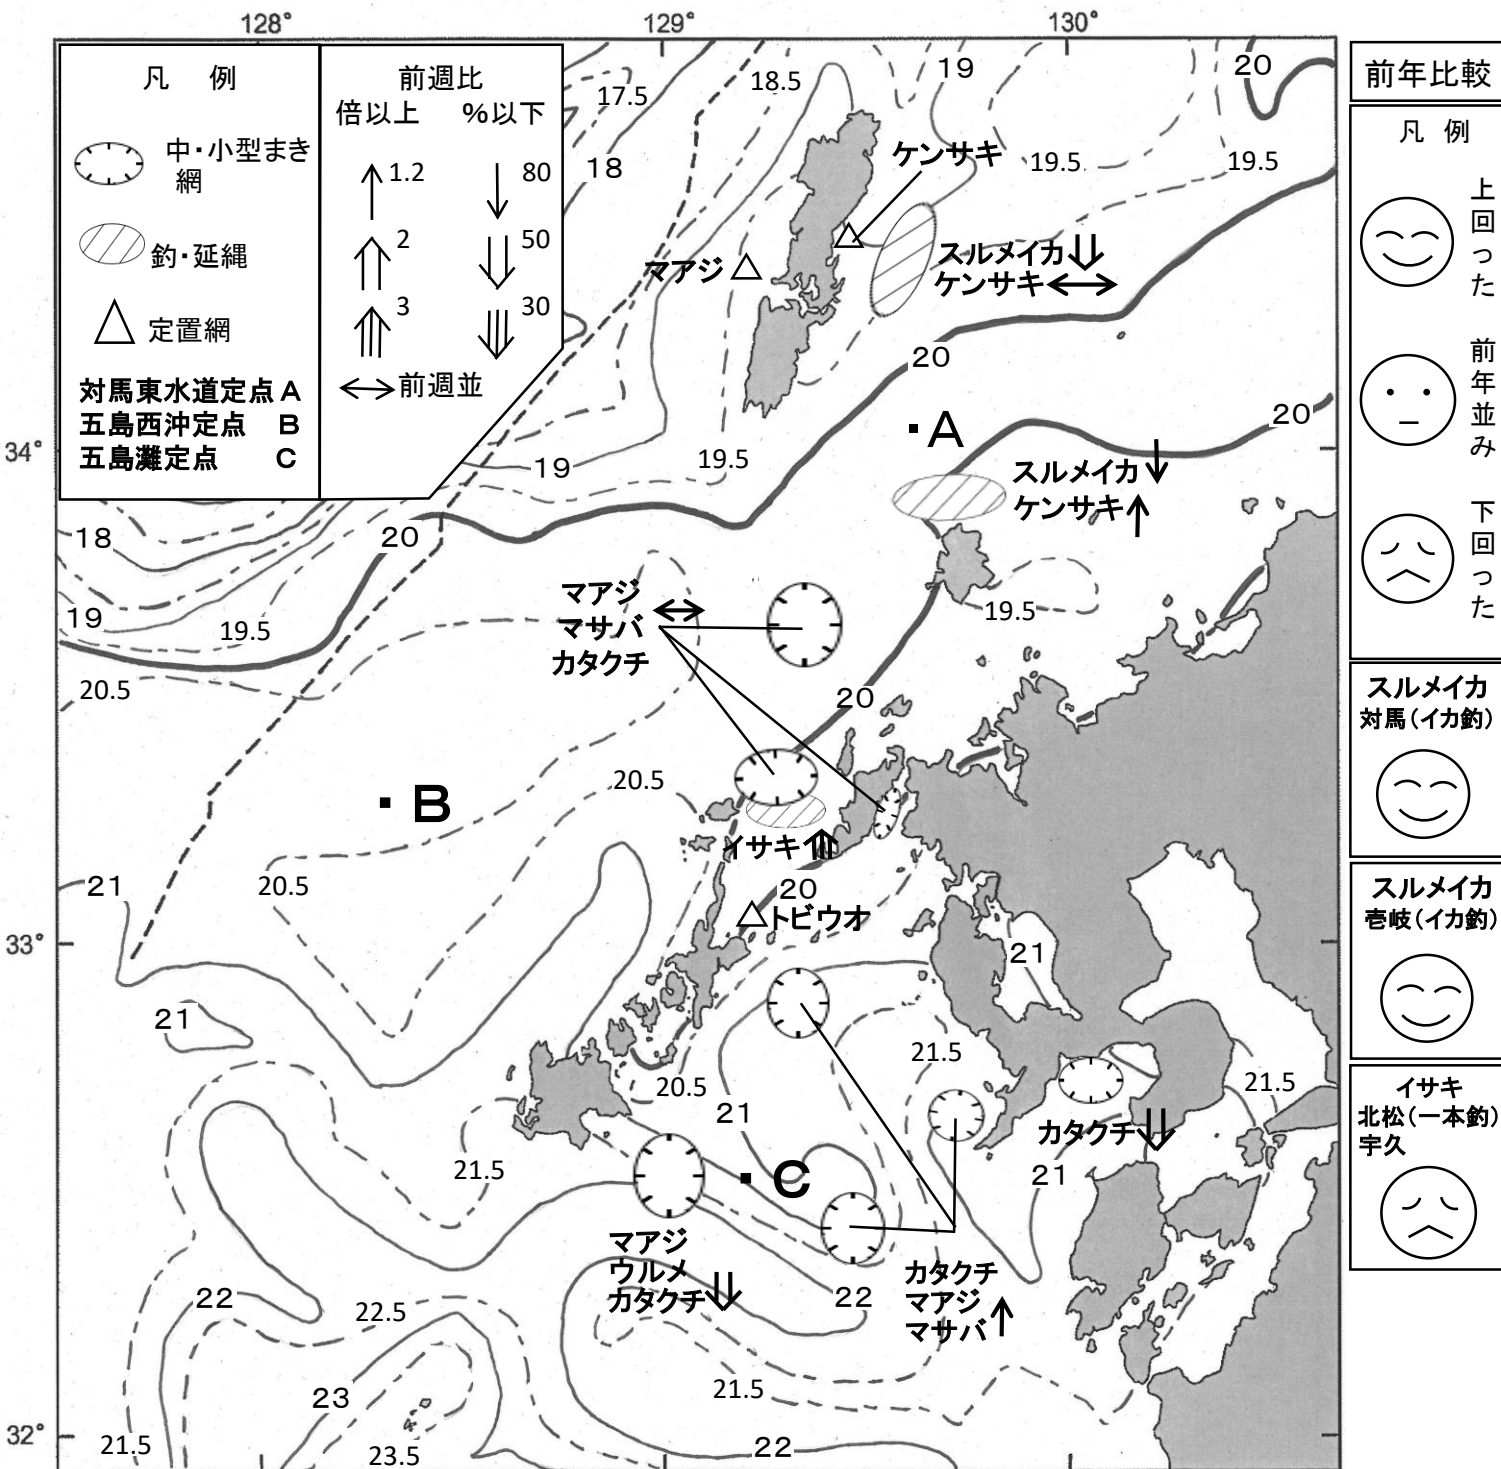 128°
129°
130°
34°
33°
32°
凡 例
中・小型まき
網
釣・延縄
定置網
対馬東水道定点 A
五島西沖定点 B
五島灘定点 C
前週比
倍以上 %以下
1.2 80
2 50
3 30
前週並
17.5
18.5
19
20
18
ケンサキ
19.5
19.5
マアジ
スルメイカ
ケンサキ
20
A
20
19
19.5
スルメイカ
ケンサキ
18
20
19
19.5
19.5
マアジ
マサバ
カタクチ
20.5
20
20.5
B
イサキ
20
21
20.5
トビウオ
21
21
21.5
20.5
21
21.5
カタクチ
21.5
C
21
マアジ
ウルメ
カタクチ
カタクチ
マアジ
マサバ
22
22.5
22
21.5
23
21.5
23.5
22
前年比較
凡 例
上回った
前年並み
下回った
スルメイカ
対馬(イカ釣)
スルメイカ
壱岐(イカ釣)
イサキ
北松(一本釣)
宇久